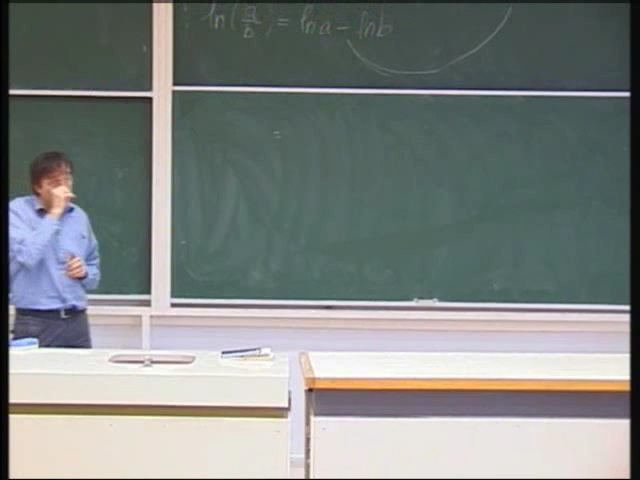 ln(a/b) = ln a - ln b